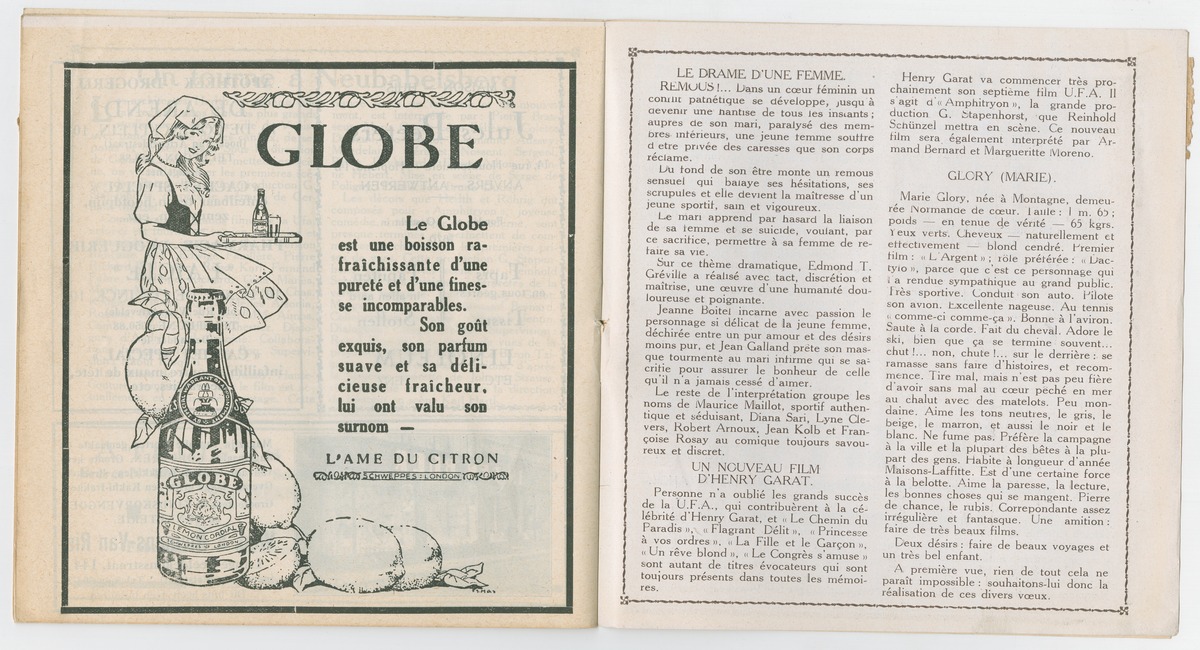 GLOBE
Le Globe
est une boisson ra-
fraîchissante d'une
pureté et d'une fines-
se incomparables.
Son goût
exquis, son parfum
suave et sa déli-
cieuse fraîcheur,
lui ont valu son
surnom —
L'AME DU CITRON
SCHWEPPES : LONDON
GLOBE
LEMON CORDIAL
LE DRAME D'UNE FEMME.
REMOUS !... Dans un cœur féminin un
conflit pathétique se développe, jusqu'à
devenir une hantise de tous les instants ;
auprès de son mari, paralysé des mem-
bres inférieurs, une jeune femme souffre
d'être privée des caresses que son corps
réclame.
Du fond de son être monte un remous
sensuel qui balaye ses hésitations, ses
scrupules et elle devient la maîtresse d'un
jeune sportif, sain et vigoureux.
Le mari apprend par hasard la liaison
de sa femme et se suicide, voulant, par
ce sacrifice, permettre à sa femme de re-
faire sa vie.
Sur ce thème dramatique, Edmond T.
Gréville a réalisé avec tact, discrétion et
maîtrise, une œuvre d'une humanité dou-
loureuse et poignante.
Jeanne Boitel incarne avec passion le
personnage si délicat de la jeune femme,
déchirée entre un pur amour et des désirs
moins pur, et Jean Galland prête son mas-
que tourmenté au mari infirme qui se sa-
crifie pour assurer le bonheur de celle
qu'il n'a jamais cessé d'aimer.
Le reste de l'interprétation groupe les
noms de Maurice Maillot, sportif authen-
tique et séduisant, Diana Sari, Lyne Cle-
vers, Robert Arnoux, Jean Kolb et Fran-
çoise Rosay au comique toujours savou-
reux et discret.
UN NOUVEAU FILM
D'HENRY GARAT.
Personne n'a oublié les grands succès
de la U.F.A., qui contribuèrent à la cé-
lébrité d'Henry Garat, et « Le Chemin du
Paradis », « Flagrant Délit », « Princesse
à vos ordres », « La Fille et le Garçon »,
« Un rêve blond », « Le Congrès s'amuse »
sont autant de titres évocateurs qui sont
toujours présents dans toutes les mémoi-
res.
Henry Garat va commencer très pro-
chainement son septième film U.F.A. Il
s'agit d'« Amphitryon », la grande pro-
duction G. Stapenhorst, que Reinhold
Schünzel mettra en scène. Ce nouveau
film sera également interprété par Ar-
mand Bernard et Margueritte Moreno.
GLORY (MARIE).
Marie Glory, née à Montagne, demeu-
rée Normande de cœur. Taille : 1 m. 65 ;
poids — en tenue de vérité — 65 kgrs.
Yeux verts. Cheveux — naturellement et
effectivement — blond cendré. Premier
film : « L'Argent » ; rôle préférée : « Dac-
tylo », parce que c'est ce personnage qui
l'a rendue sympathique au grand public.
Très sportive. Conduit son auto. Pilote
son avion. Excellente nageuse. Au tennis
« comme-ci comme-ça ». Bonne à l'aviron.
Saute à la corde. Fait du cheval. Adore le
ski, bien que ça se termine souvent...
chut !... non, chute !... sur le derrière : se
ramasse sans faire d'histoires, et recom-
mence. Tire mal, mais n'est pas peu fière
d'avoir sans mal au cœur pêché en mer
au chalut avec des matelots. Peu mon-
daine. Aime les tons neutres, le gris, le
beige, le marron, et aussi le noir et le
blanc. Ne fume pas. Préfère la campagne
à la ville et la plupart des bêtes à la plu-
part des gens. Habite à longueur d'année
Maisons-Laffitte. Est d'une certaine force
à la belotte. Aime la paresse, la lecture,
les bonnes choses qui se mangent. Pierre
de chance, le rubis. Correpondante assez
irrégulière et fantasque. Une amition :
faire de très beaux films.
Deux désirs : faire de beaux voyages et
un très bel enfant.
A première vue, rien de tout cela ne
paraît impossible : souhaitons-lui donc la
réalisation de ces divers vœux.